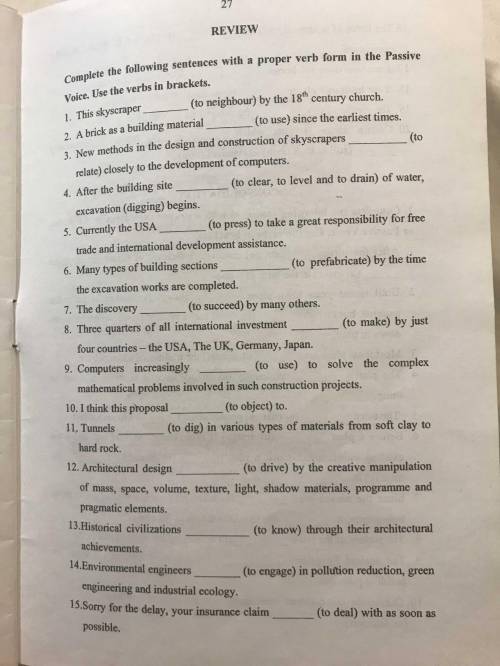 27
REVIEW
Complete the following sentences with a proper verb form in the Passive
Voice. Use the verbs in brackets.
1. This skyscraper ________ (to neighbour) by the 18th century church.
2. A brick as a building material ________ (to use) since the earliest times.
3. New methods in the design and construction of skyscrapers __________ (to
relate) closely to the development of computers.
4. After the building site _________ (to clear, to level and to drain) of water,
excavation (digging) begins.
5. Currently the USA ________ (to press) to take a great responsibility for free
trade and international development assistance.
6. Many types of building sections ____________ (to prefabricate) by the time
the excavation works are completed.
7. The discovery ________ (to succeed) by many others.
8. Three quarters of all international investment ________ (to make) by just
four countries – the USA, The UK, Germany, Japan.
9. Computers increasingly ________ (to use) to solve the complex
mathematical problems involved in such construction projects.
10. I think this proposal _________ (to object) to.
11. Tunnels ________ (to dig) in various types of materials from soft clay to
hard rock.
12. Architectural design ___________ (to drive) by the creative manipulation
of mass, space, volume, texture, light, shadow materials, programme and
pragmatic elements.
13.Historical civilizations ___________ (to know) through their architectural
achievements.
14.Environmental engineers ________ (to engage) in pollution reduction, green
engineering and industrial ecology.
15.Sorry for the delay, your insurance claim _______ (to deal) with as soon as
possible.